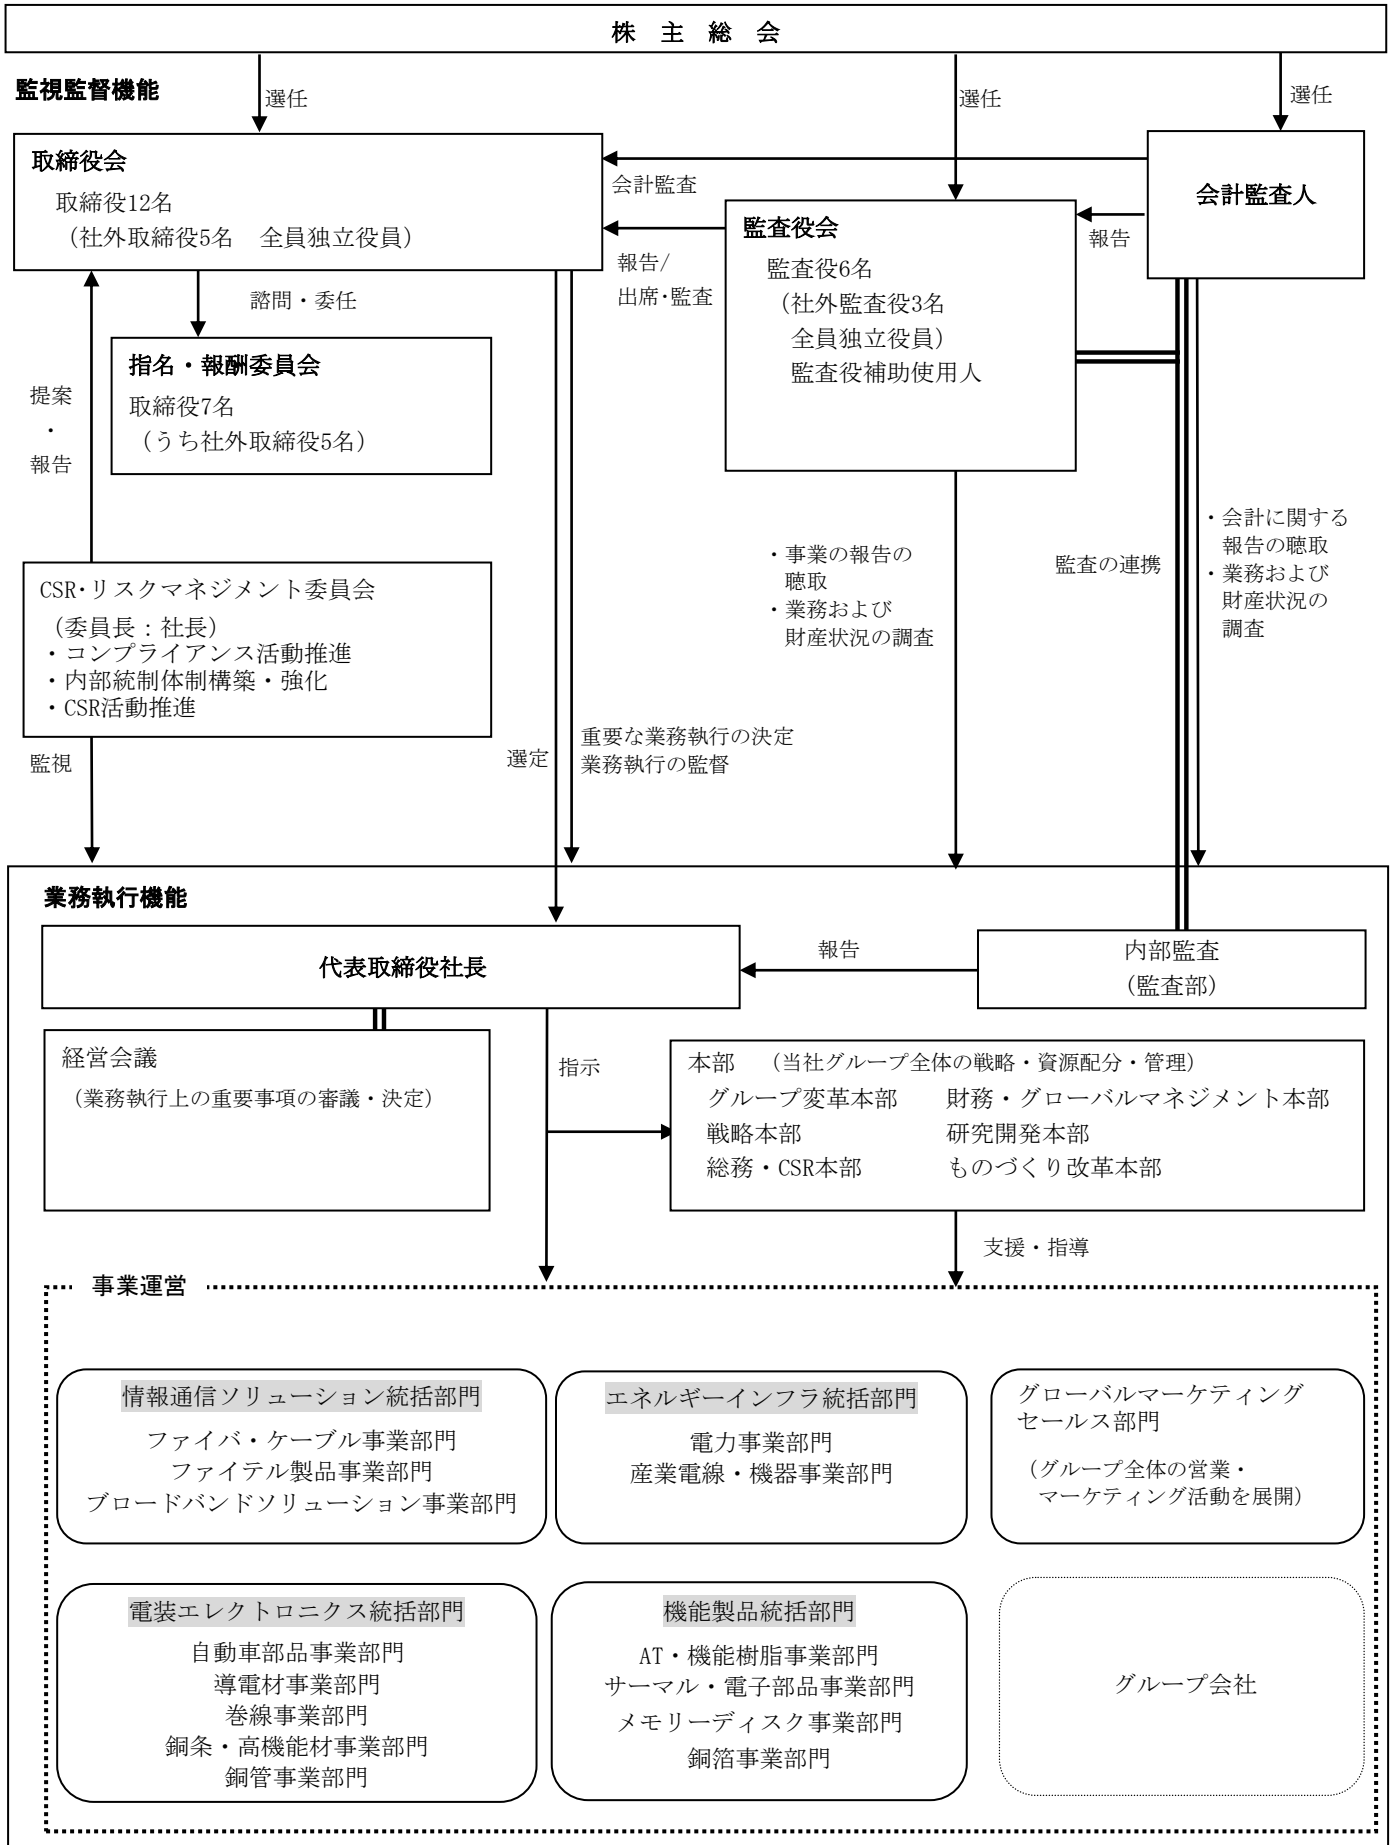 株　主　総　会
監視監督機能
選任
選任
選任
取締役会
取締役12名
（社外取締役5名　全員独立役員）
会計監査
会計監査人
報告
監査役会
監査役6名
（社外監査役3名
全員独立役員）
監査役補助使用人
報告/
出席・監査
諮問・委任
指名・報酬委員会
取締役7名
（うち社外取締役5名）
提案
・
報告
・事業の報告の
聴取
・業務および
財産状況の調査
監査の連携
・会計に関する
報告の聴取
・業務および
財産状況の
調査
CSR・リスクマネジメント委員会
（委員長：社長）
・コンプライアンス活動推進
・内部統制体制構築・強化
・CSR活動推進
監視
選定
重要な業務執行の決定
業務執行の監督
業務執行機能
代表取締役社長
報告
内部監査
（監査部）
経営会議
（業務執行上の重要事項の審議・決定）
指示
本部　（当社グループ全体の戦略・資源配分・管理）
グループ変革本部　財務・グローバルマネジメント本部
戦略本部　研究開発本部
総務・CSR本部　ものづくり改革本部
支援・指導
事業運営
情報通信ソリューション統括部門
ファイバ・ケーブル事業部門
ファイテル製品事業部門
ブロードバンドソリューション事業部門
エネルギーインフラ統括部門
電力事業部門
産業電線・機器事業部門
グローバルマーケティング
セールス部門
（グループ全体の営業・
マーケティング活動を展開）
電装エレクトロニクス統括部門
自動車部品事業部門
導電材事業部門
巻線事業部門
銅条・高機能材事業部門
銅管事業部門
機能製品統括部門
AT・機能樹脂事業部門
サーマル・電子部品事業部門
メモリーディスク事業部門
銅箔事業部門
グループ会社